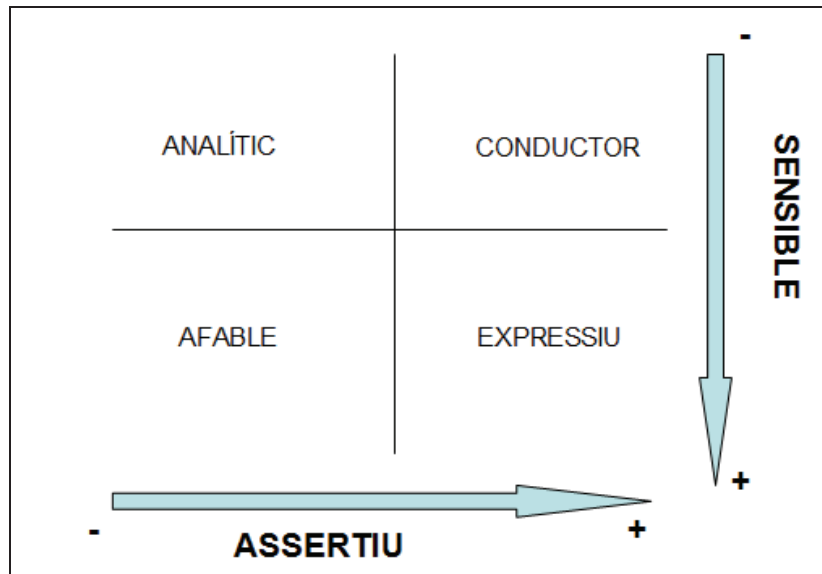 -
ANALÍTIC
CONDUCTOR
SENSIBLE
AFABLE
EXPRESSIU
+
-
ASSERTIU
+